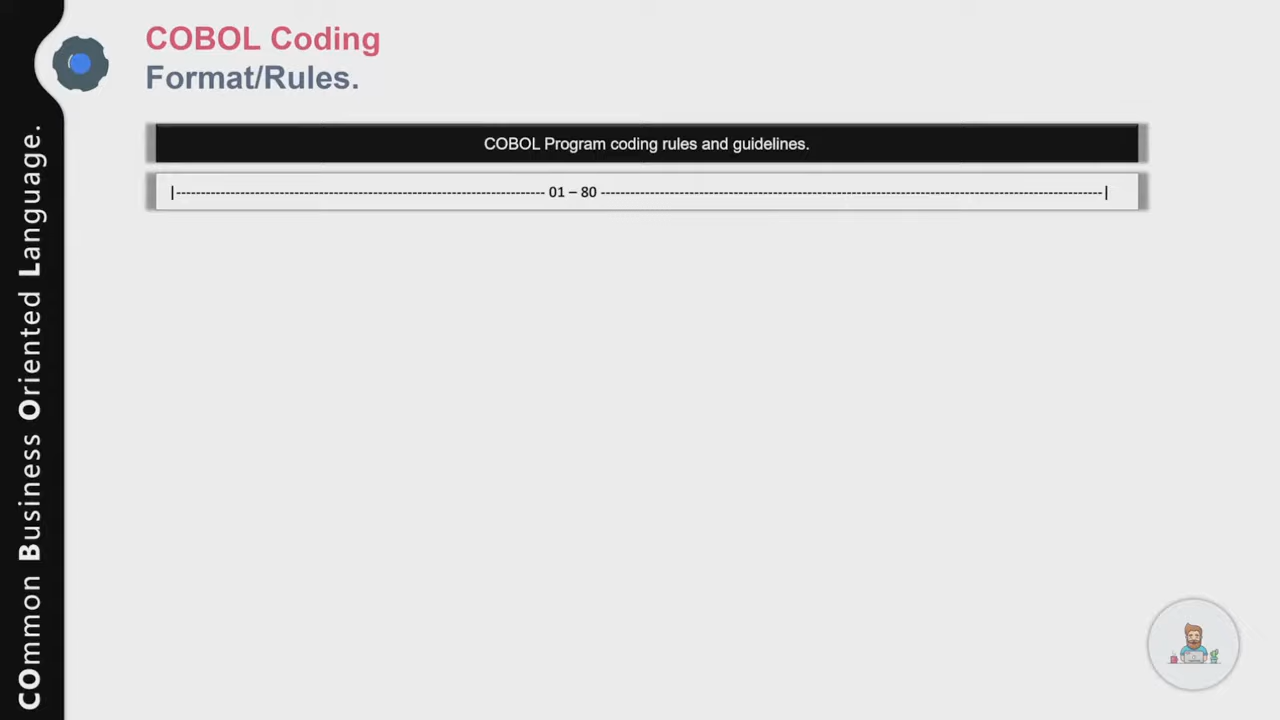 COBOL Coding
Format/Rules.
COBOL Program coding rules and guidelines.
|--------------------------------------------------------------------------- 01 – 80 ------------------------------------------------------------------------------------------------------|
COmmon Business Oriented Language.